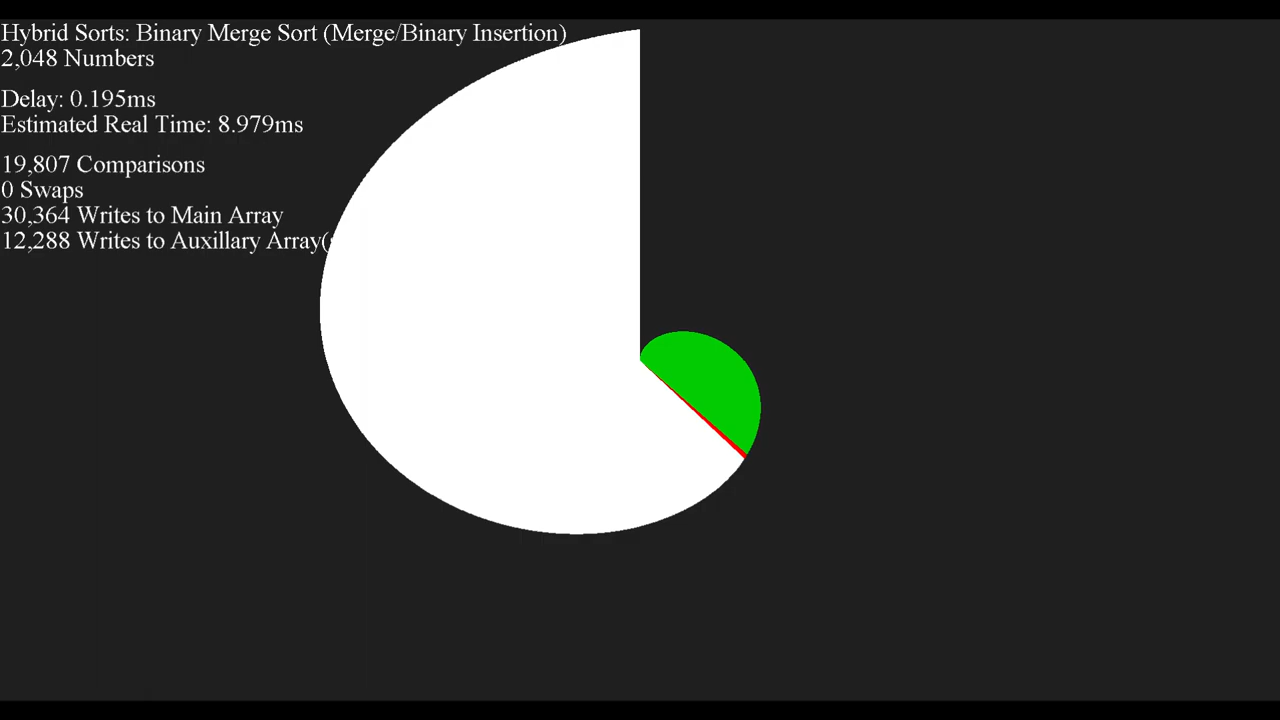 Hybrid Sorts: Binary Merge Sort (Merge/Binary Insertion)
2,048 Numbers
Delay: 0.195ms
Estimated Real Time: 8.979ms
19,807 Comparisons
0 Swaps
30,364 Writes to Main Array
12,288 Writes to Auxillary Array(